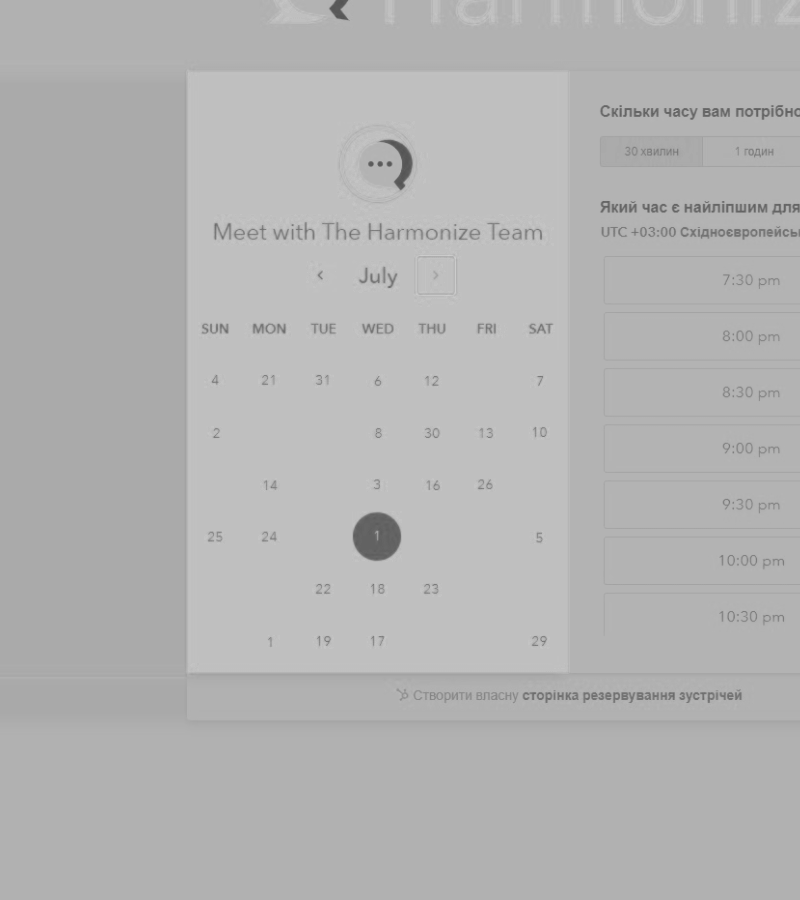 Harmoniz
Meet with The Harmonize Team
July
SUN MON TUE WED THU FRI SAT
4 21 31 6 12 7
2 8 30 13 10
14 3 16 26
25 24 1 5
22 18 23
1 19 17 29
Скільки часу вам потрібно
30 хвилин 1 годин
Який час є найліпшим для
UTC +03:00 Східноєвропейсь
7:30 pm
8:00 pm
8:30 pm
9:00 pm
9:30 pm
10:00 pm
10:30 pm
Створити власну сторінка резервування зустрічей